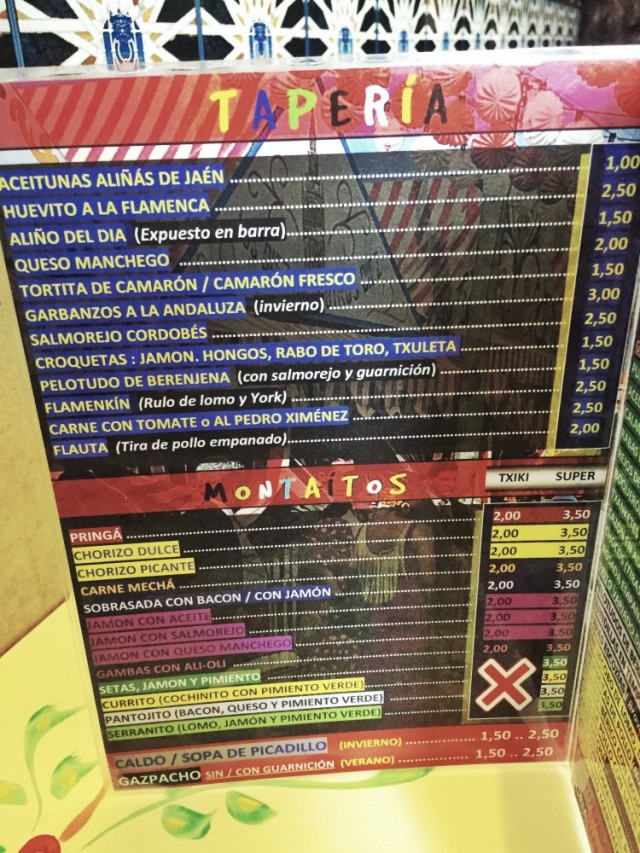 TAPERÍA
ACEITUNAS ALIÑÁS DE JAÉN 1,00
HUEVITO A LA FLAMENCA 2,50
ALIÑO DEL DIA (Expuesto en barra) 1,50
QUESO MANCHEGO 2,00
TORTITA DE CAMARÓN / CAMARÓN FRESCO 1,50
GARBANZOS A LA ANDALUZA (invierno) 3,00
SALMOREJO CORDOBÉS 2,50
CROQUETAS : JAMON. HONGOS, RABO DE TORO, TXULETA 1,50
PELOTUDO DE BERENJENA (con salmorejo y guarnición) 1,50
FLAMENKÍN (Rulo de lomo y York) 2,50
CARNE CON TOMATE o AL PEDRO XIMÉNEZ 2,50
FLAUTA (Tira de pollo empanado) 2,00
MONTAÍTOS TXIKI SUPER
PRINGÁ 2,00 3,50
CHORIZO DULCE 2,00 3,50
CHORIZO PICANTE 2,00 3,50
CARNE MECHÁ 2,00 3,50
SOBRASADA CON BACON / CON JAMÓN 2,00 3,50
JAMON CON ACEITE 2,00 3,50
JAMON CON SALMOREJO 2,00 3,50
JAMON CON QUESO MANCHEGO 2,00 3,50
GAMBAS CON ALI-OLI 2,00 3,50
SETAS, JAMON Y PIMIENTO 3,50
CURRITO (COCHINITO CON PIMIENTO VERDE) 3,50
PANTOJITO (BACON, QUESO Y PIMIENTO VERDE) 3,50
SERRANITO (LOMO, JAMÓN Y PIMIENTO VERDE) 3,50
CALDO / SOPA DE PICADILLO (INVIERNO) 1,50 .. 2,50
GAZPACHO SIN / CON GUARNICIÓN (VERANO) 1,50 .. 2,50